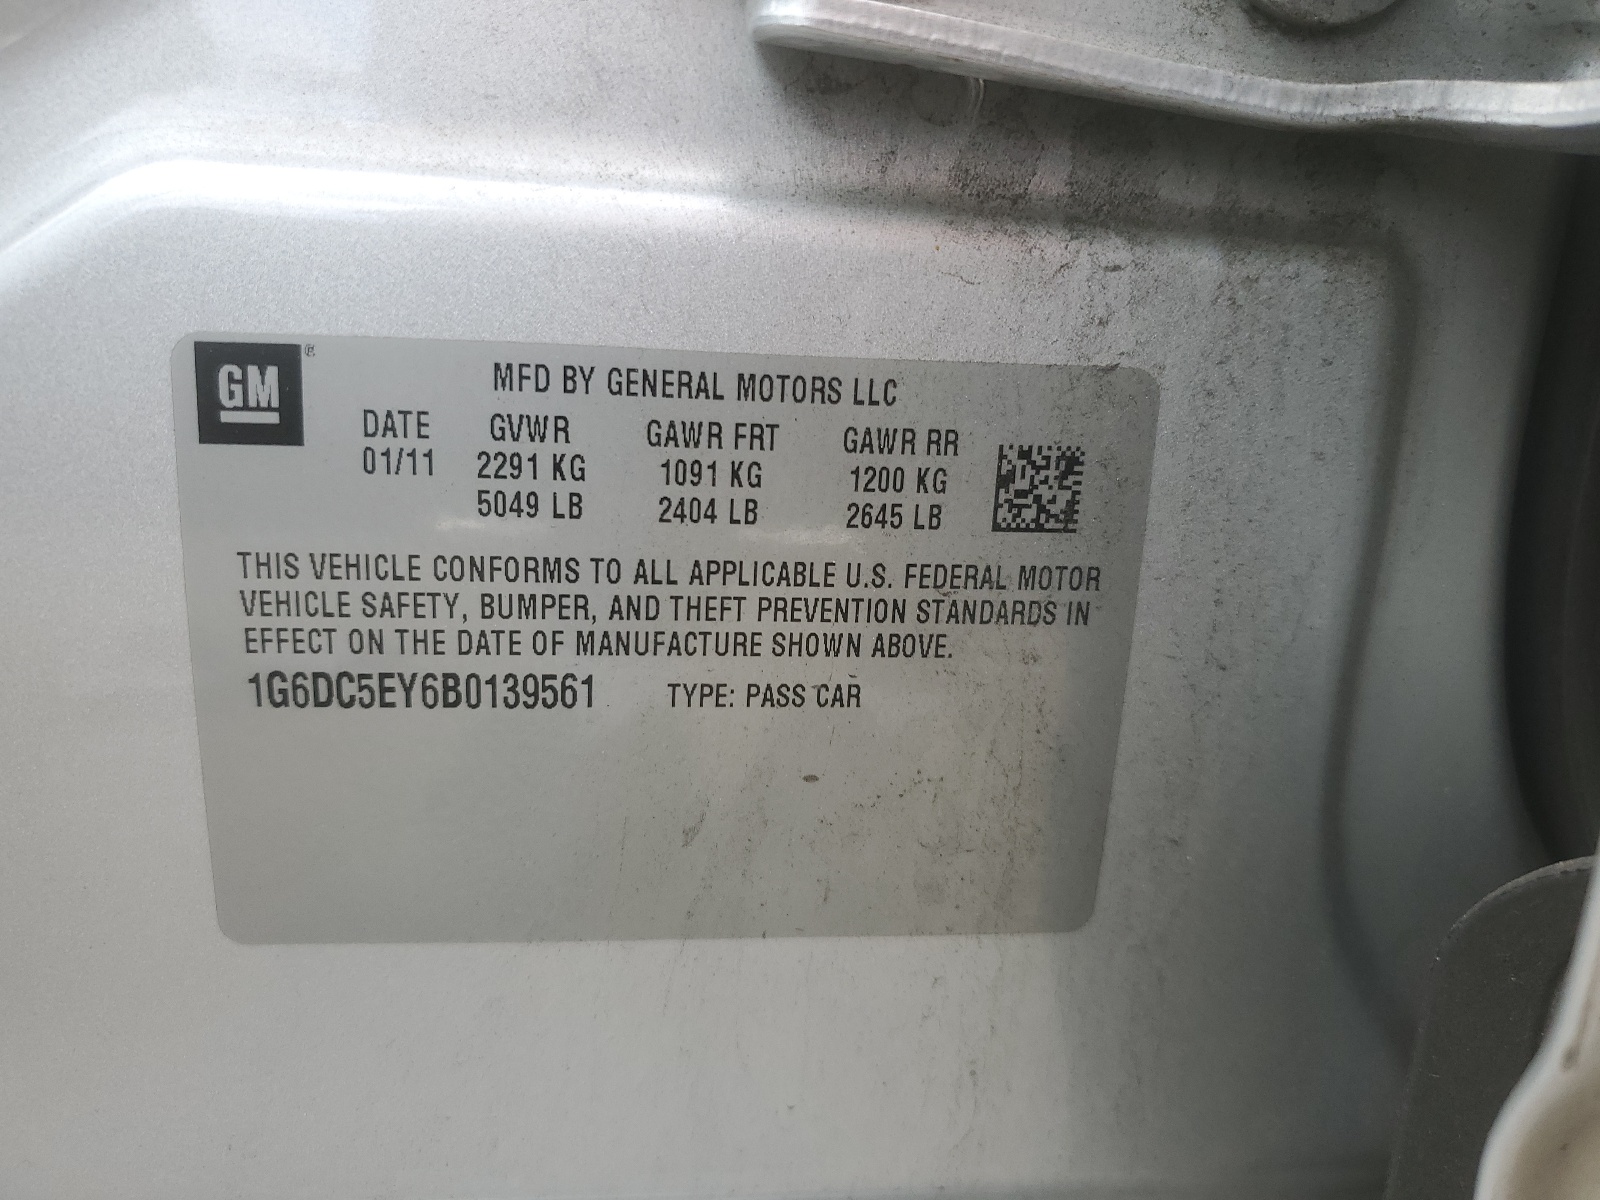 GM®
MFD BY GENERAL MOTORS LLC
DATE GVWR GAWR FRT GAWR RR
01/11 2291 KG 1091 KG 1200 KG
5049 LB 2404 LB 2645 LB
THIS VEHICLE CONFORMS TO ALL APPLICABLE U.S. FEDERAL MOTOR
VEHICLE SAFETY, BUMPER, AND THEFT PREVENTION STANDARDS IN
EFFECT ON THE DATE OF MANUFACTURE SHOWN ABOVE.
1G6DC5EY6B0139561 TYPE: PASS CAR